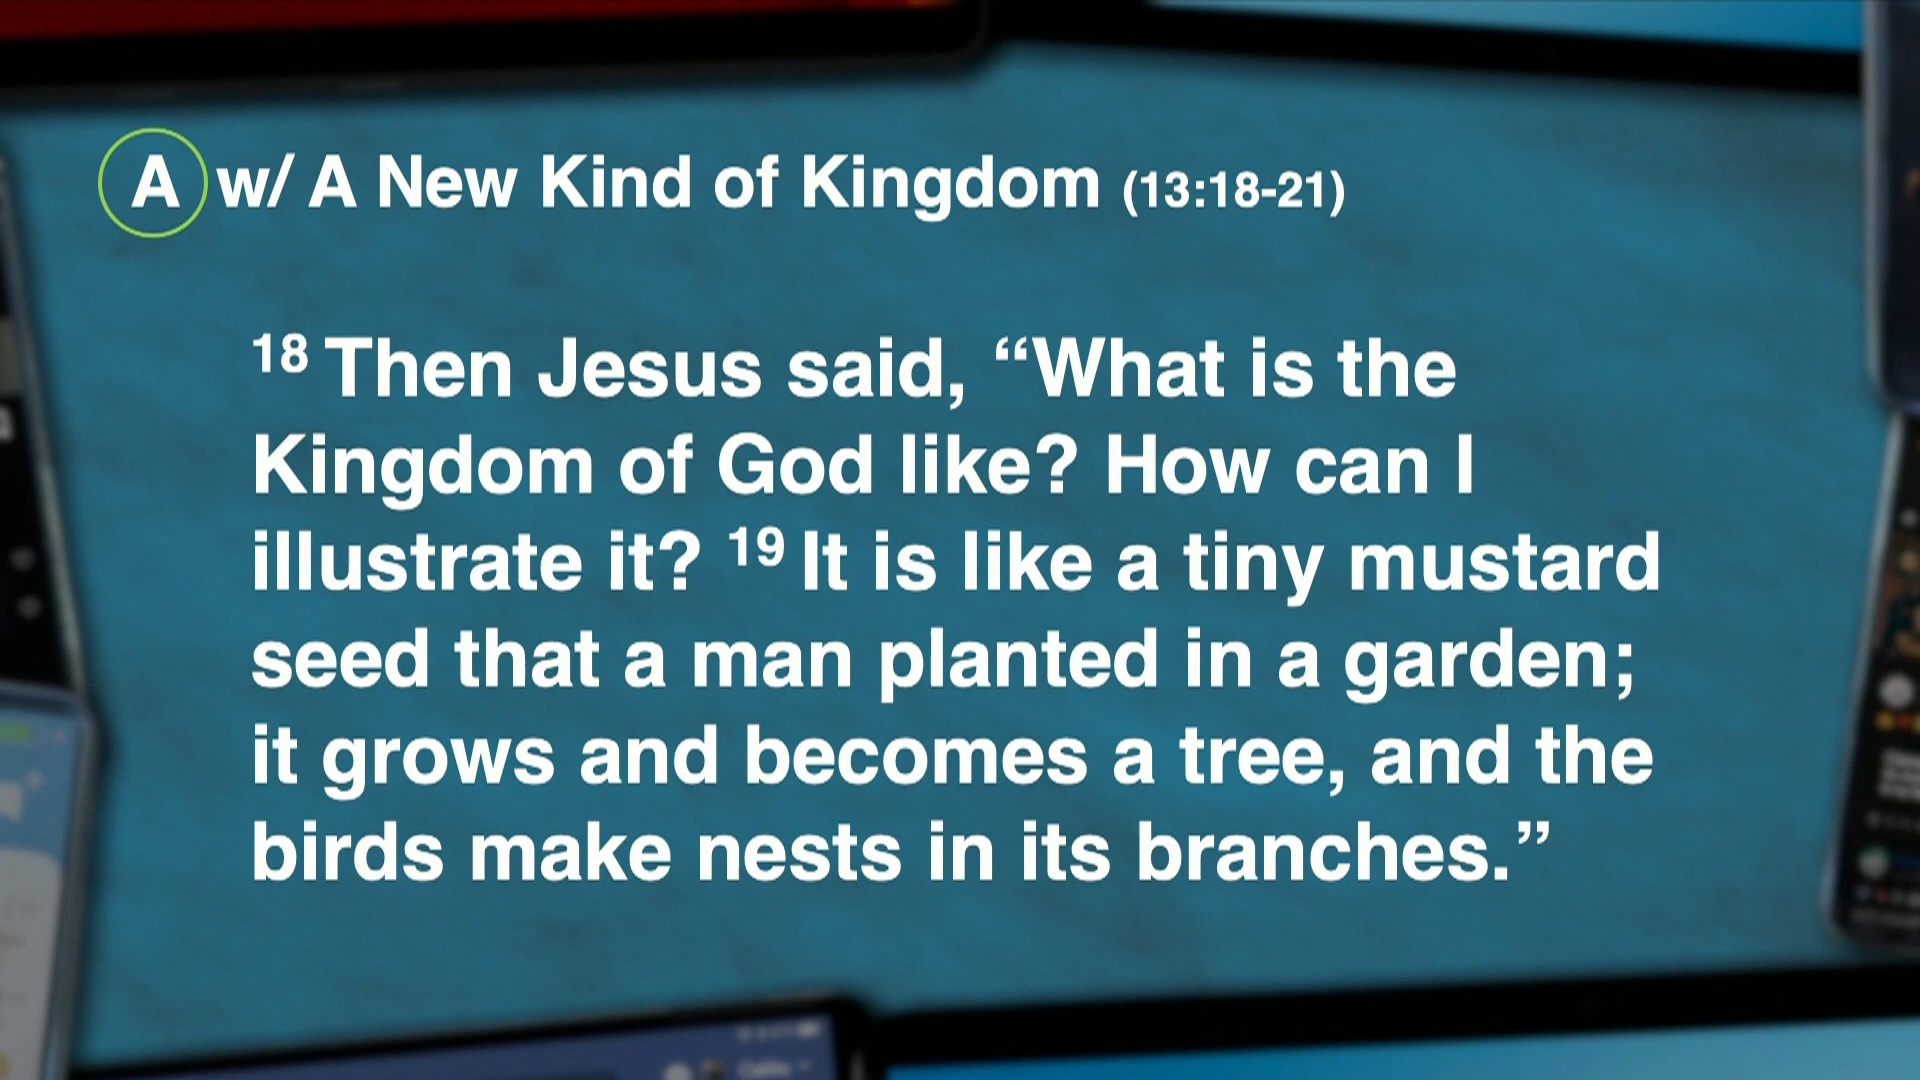 A w/ A New Kind of Kingdom (13:18-21)
18 Then Jesus said, “What is the
Kingdom of God like? How can I
illustrate it? 19 It is like a tiny mustard
seed that a man planted in a garden;
it grows and becomes a tree, and the
birds make nests in its branches.”